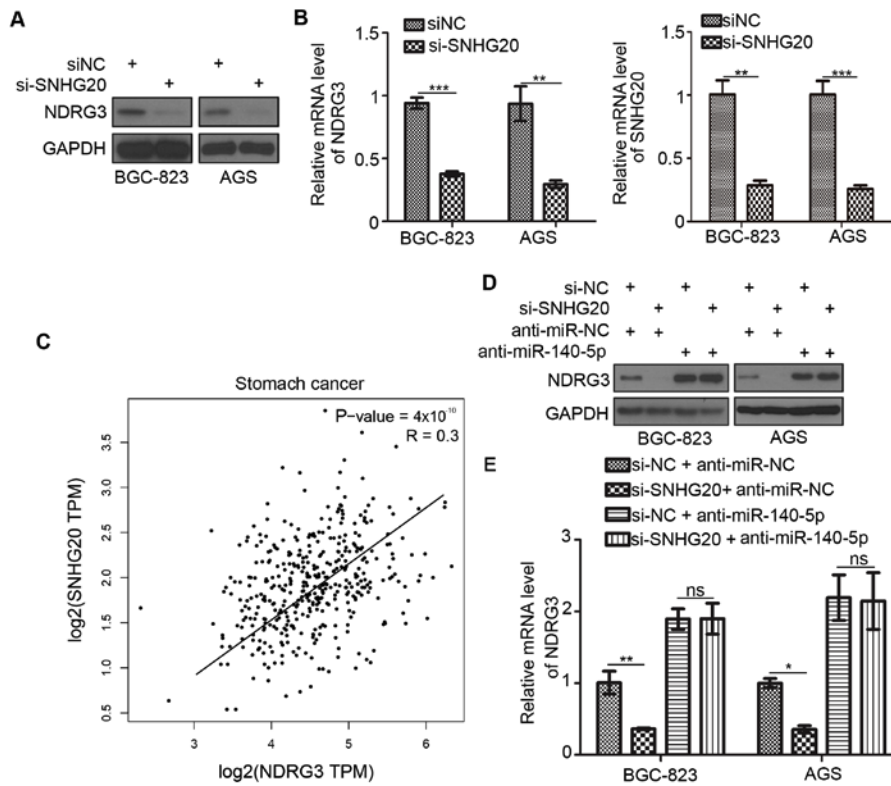 A
siNC + +
si-SNHG20 + +
NDRG3
GAPDH
BGC-823 AGS
B
siNC
si-SNHG20
Relative mRNA level
of NDRG3
1.5
1
0.5
0
*** **
BGC-823 AGS
siNC
si-SNHG20
Relative mRNA level
of SNHG20
1.5
1
0.5
0
** ***
BGC-823 AGS
C
Stomach cancer
P-value = 4x10⁻¹⁰
R = 0.3
log2(SNHG20 TPM)
3.5
3.0
2.5
2.0
1.5
1.0
0.5
3 4 5 6
log2(NDRG3 TPM)
D
si-NC + + + +
si-SNHG20 + + + +
anti-miR-NC + + + +
anti-miR-140-5p + + + +
NDRG3
GAPDH
BGC-823 AGS
E
si-NC + anti-miR-NC
si-SNHG20+ anti-miR-NC
si-NC + anti-miR-140-5p
si-SNHG20 + anti-miR-140-5p
Relative mRNA level
of NDRG3
3
2
1
0
** ns * ns
BGC-823 AGS